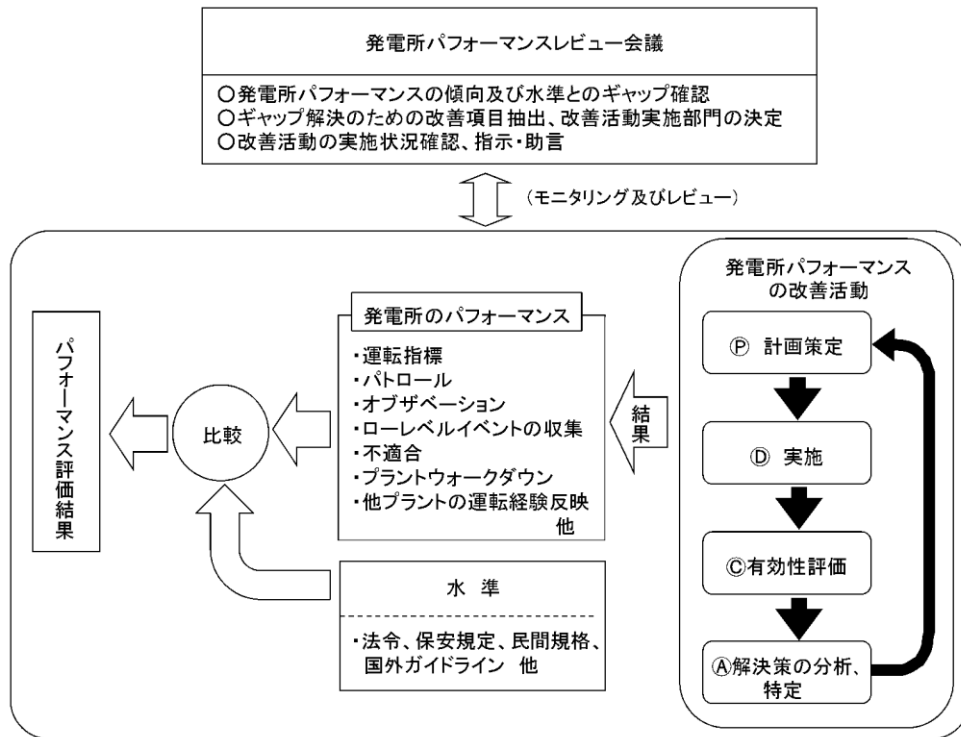 発電所パフォーマンスレビュー会議
○発電所パフォーマンスの傾向及び水準とのギャップ確認
○ギャップ解決のための改善項目抽出、改善活動実施部門の決定
○改善活動の実施状況確認、指示・助言
(モニタリング及びレビュー)
パフォーマンス評価結果
比較
発電所のパフォーマンス
・運転指標
・パトロール
・オブザベーション
・ローレベルイベントの収集
・不適合
・プラントウォークダウン
・他プラントの運転経験反映
他
水 準
・法令、保安規定、民間規格、
国外ガイドライン 他
結果
発電所パフォーマンス
の改善活動
Ⓟ 計画策定
Ⓓ 実施
Ⓒ有効性評価
Ⓐ解決策の分析、
特定